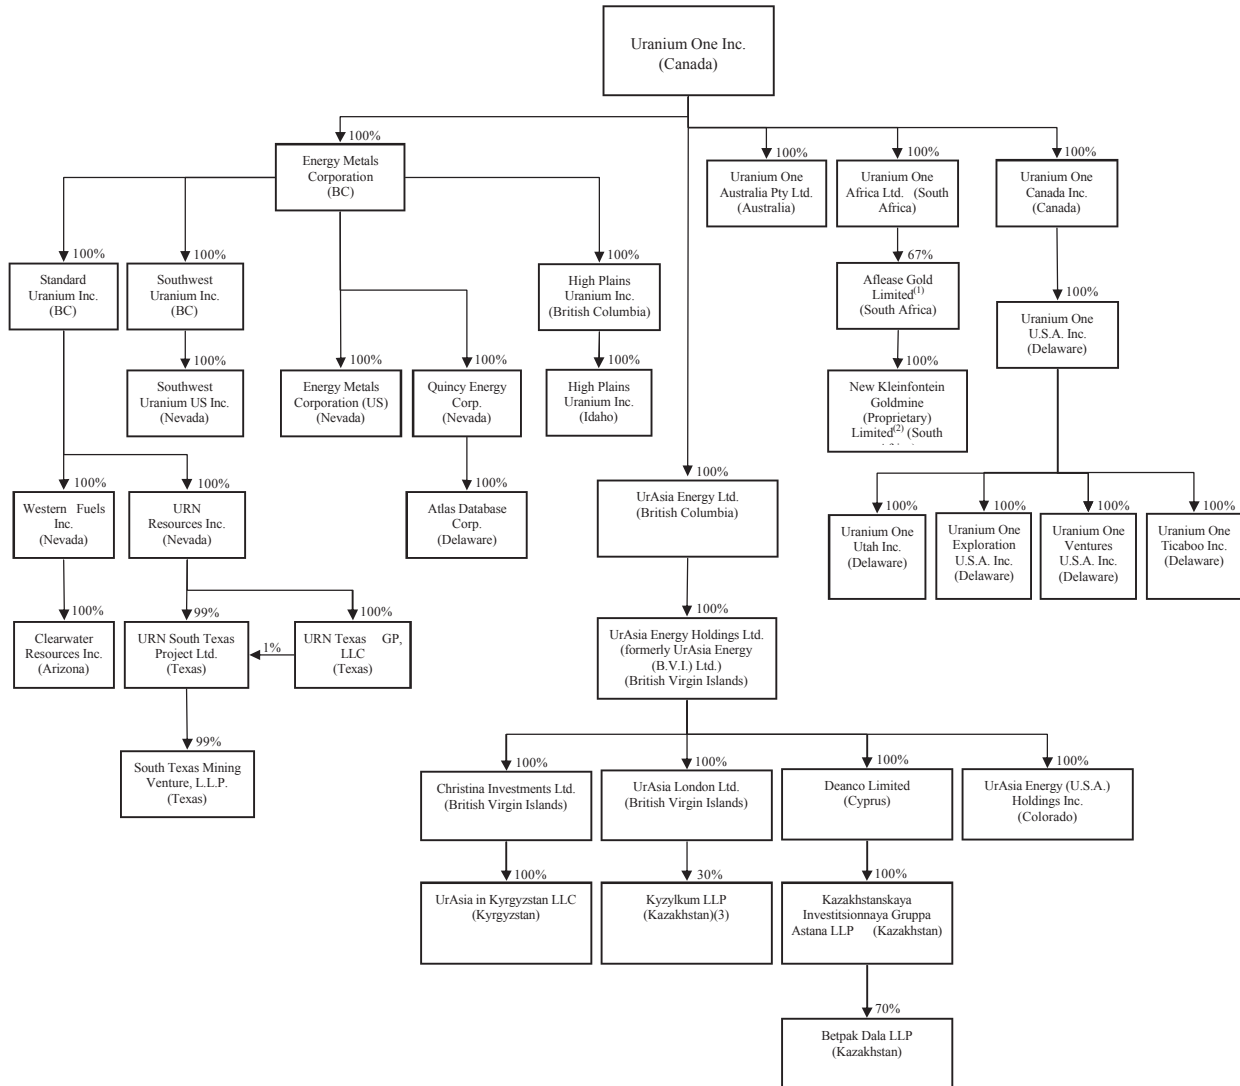 Uranium One Inc.
(Canada)
100%
Energy Metals
Corporation
(BC)
100%
Uranium One
Australia Pty Ltd.
(Australia)
100%
Uranium One
Africa Ltd. (South
Africa)
100%
Uranium One
Canada Inc.
(Canada)
100%
Standard
Uranium Inc.
(BC)
100%
Southwest
Uranium Inc.
(BC)
100%
High Plains
Uranium Inc.
(British Columbia)
67%
Aflease Gold
Limited(1)
(South Africa)
100%
Uranium One
U.S.A. Inc.
(Delaware)
100%
Southwest
Uranium US Inc.
(Nevada)
100%
Energy Metals
Corporation (US)
(Nevada)
100%
Quincy Energy
Corp.
(Nevada)
100%
High Plains
Uranium Inc.
(Idaho)
100%
New Kleinfontein
Goldmine
(Proprietary)
Limited(2) (South
100%
Western Fuels
Inc.
(Nevada)
100%
URN
Resources Inc.
(Nevada)
100%
Atlas Database
Corp.
(Delaware)
100%
UrAsia Energy Ltd.
(British Columbia)
100%
Uranium One
Utah Inc.
(Delaware)
100%
Uranium One
Exploration
U.S.A. Inc.
(Delaware)
100%
Uranium One
Ventures
U.S.A. Inc.
(Delaware)
100%
Uranium One
Ticaboo Inc.
(Delaware)
100%
Clearwater
Resources Inc.
(Arizona)
99%
URN South Texas
Project Ltd.
(Texas)
1%
100%
URN Texas GP,
LLC
(Texas)
100%
UrAsia Energy Holdings Ltd.
(formerly UrAsia Energy
(B.V.I.) Ltd.)
(British Virgin Islands)
99%
South Texas Mining
Venture, L.L.P.
(Texas)
100%
Christina Investments Ltd.
(British Virgin Islands)
100%
UrAsia London Ltd.
(British Virgin Islands)
100%
Deanco Limited
(Cyprus)
100%
UrAsia Energy (U.S.A.)
Holdings Inc.
(Colorado)
100%
UrAsia in Kyrgyzstan LLC
(Kyrgyzstan)
30%
Kyzylkum LLP
(Kazakhstan)(3)
100%
Kazakhstanskaya
Investitsionnaya Gruppa
Astana LLP (Kazakhstan)
70%
Betpak Dala LLP
(Kazakhstan)